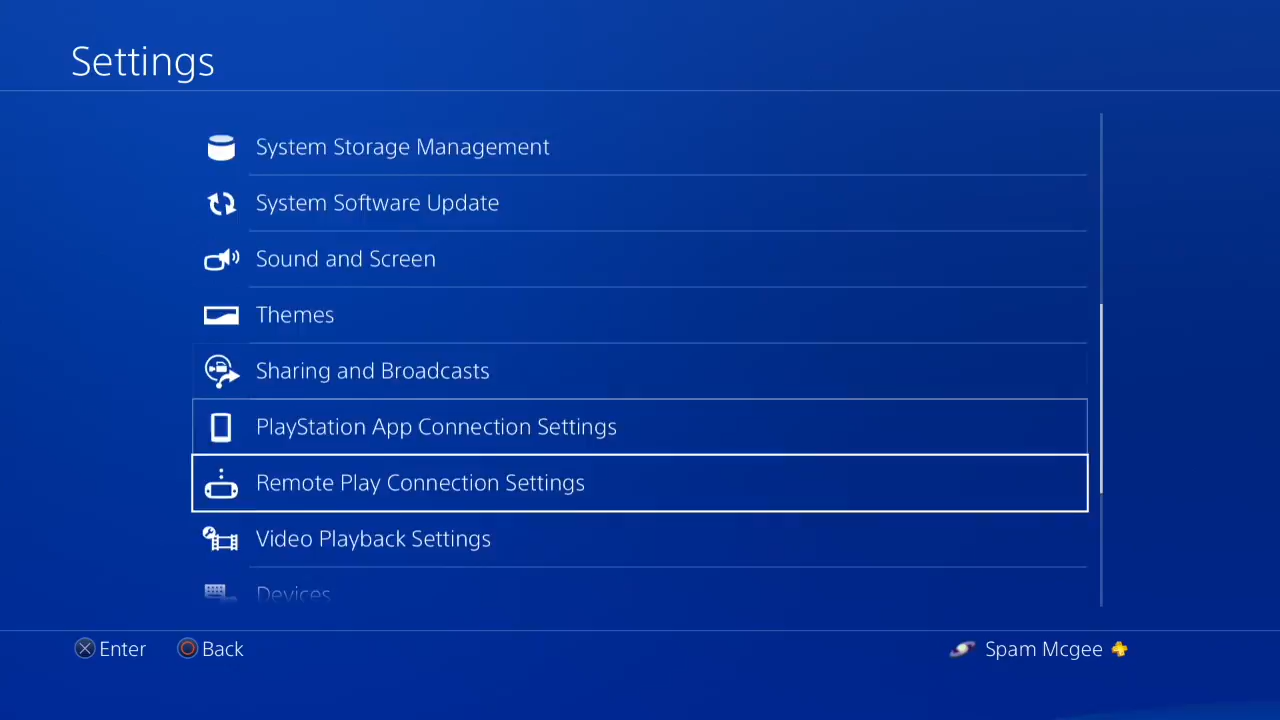 Settings
System Storage Management
System Software Update
Sound and Screen
Themes
Sharing and Broadcasts
PlayStation App Connection Settings
Remote Play Connection Settings
Video Playback Settings
Devices
Enter Back Spam Mcgee